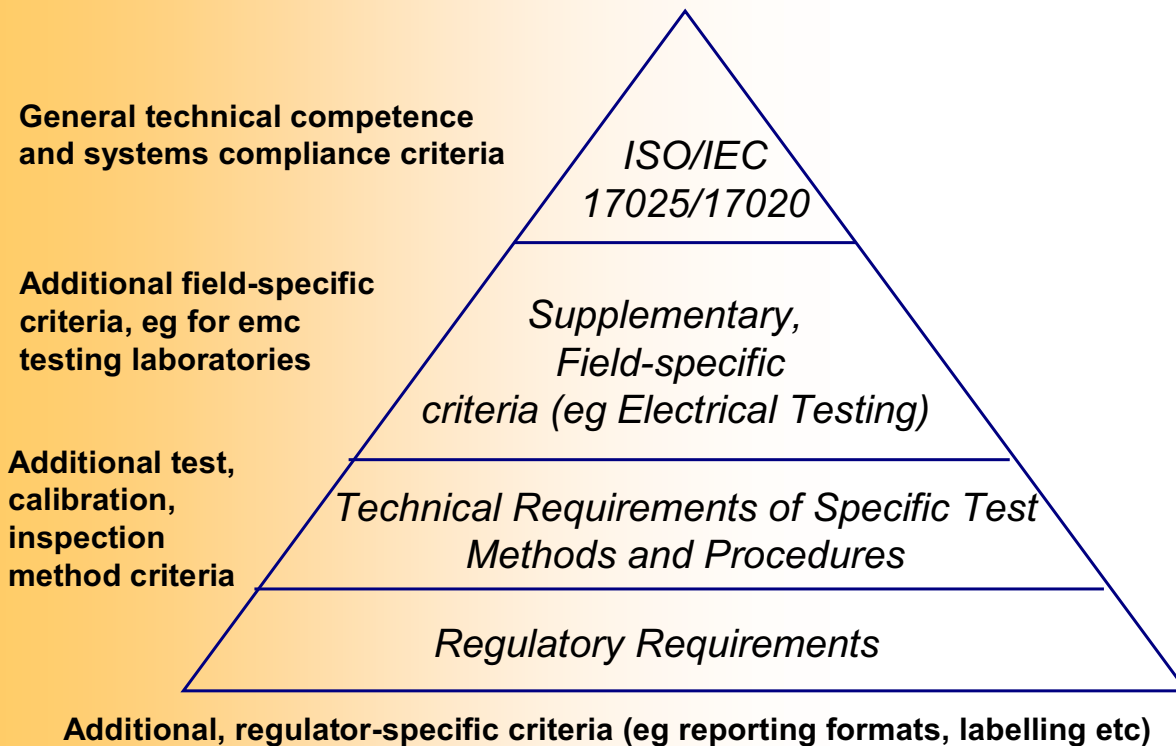 General technical competence
and systems compliance criteria
ISO/IEC
17025/17020
Additional field-specific
criteria, eg for emc
testing laboratories
Supplementary,
Field-specific
criteria (eg Electrical Testing)
Additional test,
calibration,
inspection
method criteria
Technical Requirements of Specific Test
Methods and Procedures
Regulatory Requirements
Additional, regulator-specific criteria (eg reporting formats, labelling etc)